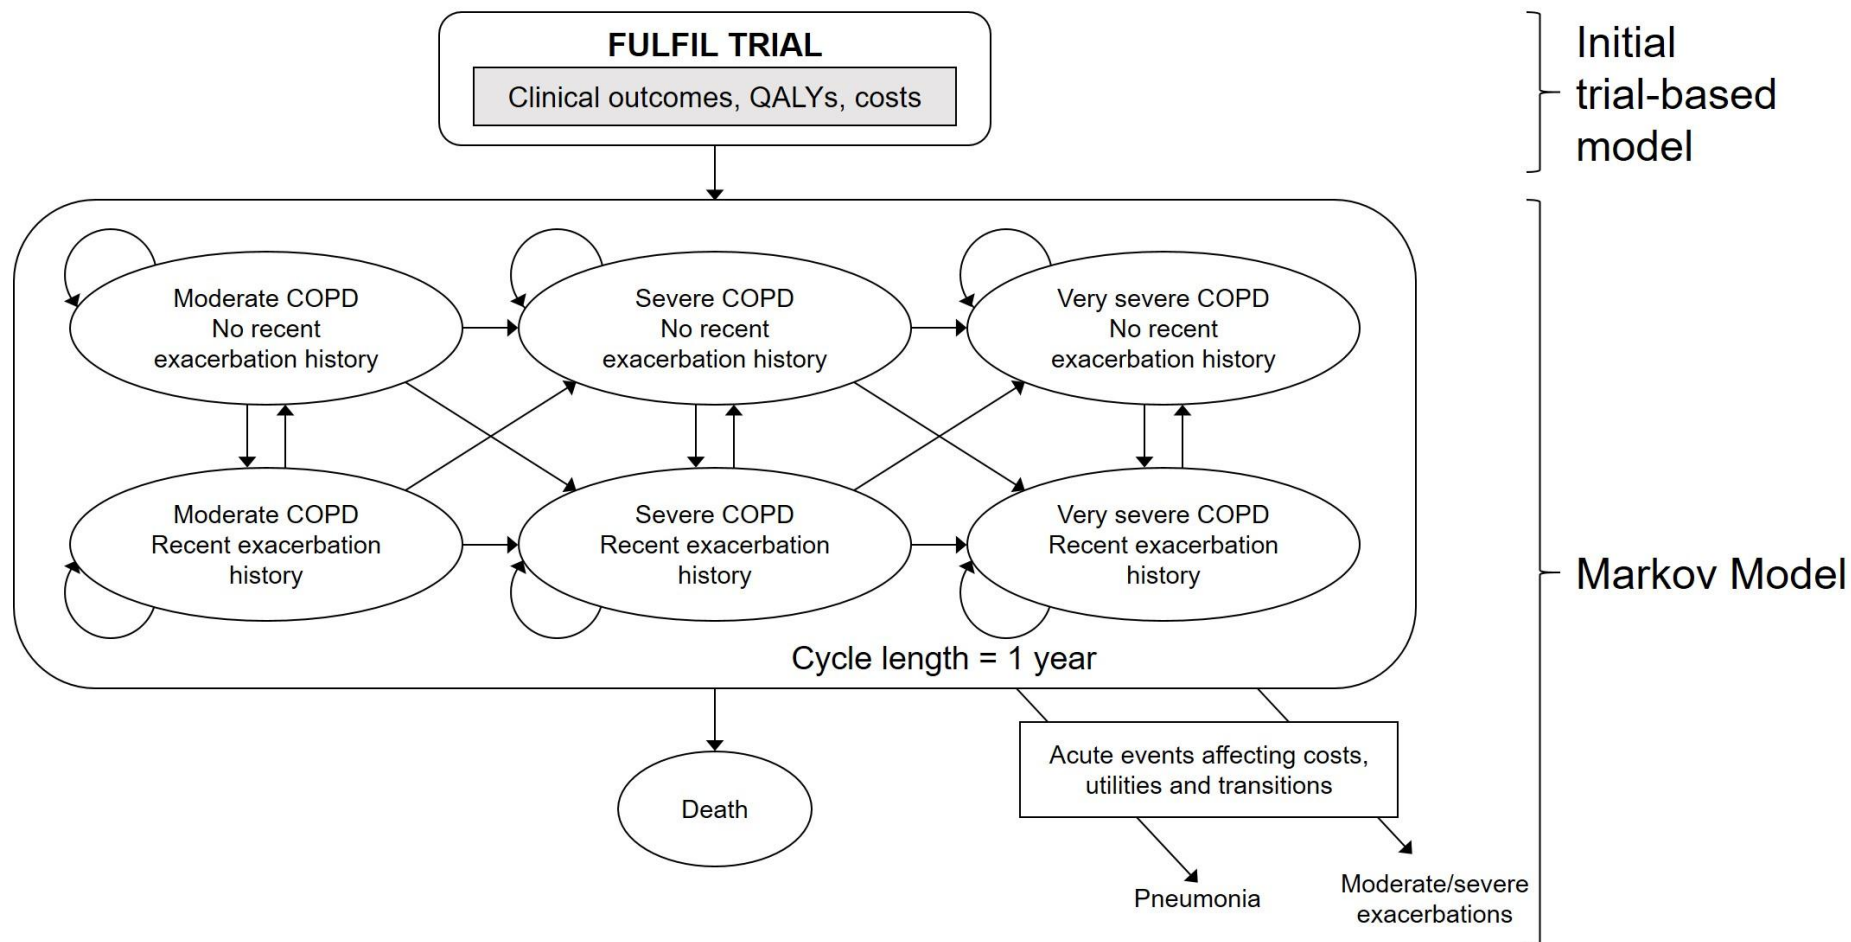 FULFIL TRIAL
Clinical outcomes, QALYs, costs
Initial
trial-based
model
Moderate COPD
No recent
exacerbation history
Severe COPD
No recent
exacerbation history
Very severe COPD
No recent
exacerbation history
Moderate COPD
Recent exacerbation
history
Severe COPD
Recent exacerbation
history
Very severe COPD
Recent exacerbation
history
Markov Model
Cycle length = 1 year
Acute events affecting costs,
utilities and transitions
Death
Pneumonia
Moderate/severe
exacerbations